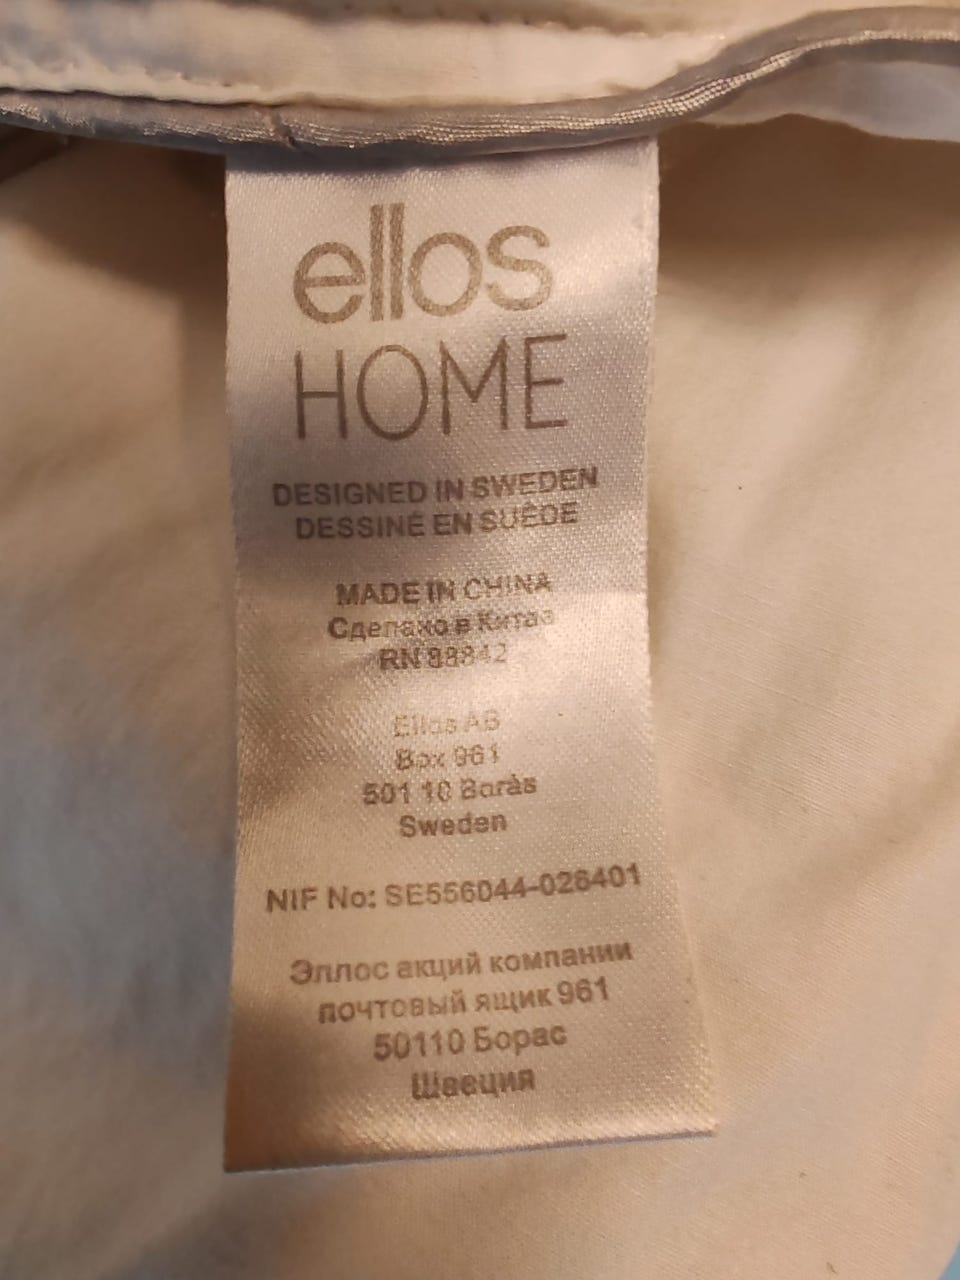 ellos
HOME
DESIGNED IN SWEDEN
DESSINÉ EN SUÈDE
MADE IN CHINA
Сделано в Китае
RN 88842
Ellos AB
Box 961
501 10 Boràs
Sweden
NIF No: SE556044-026401
Эллос акций компании
почтовый ящик 961
50110 Борас
Швеция